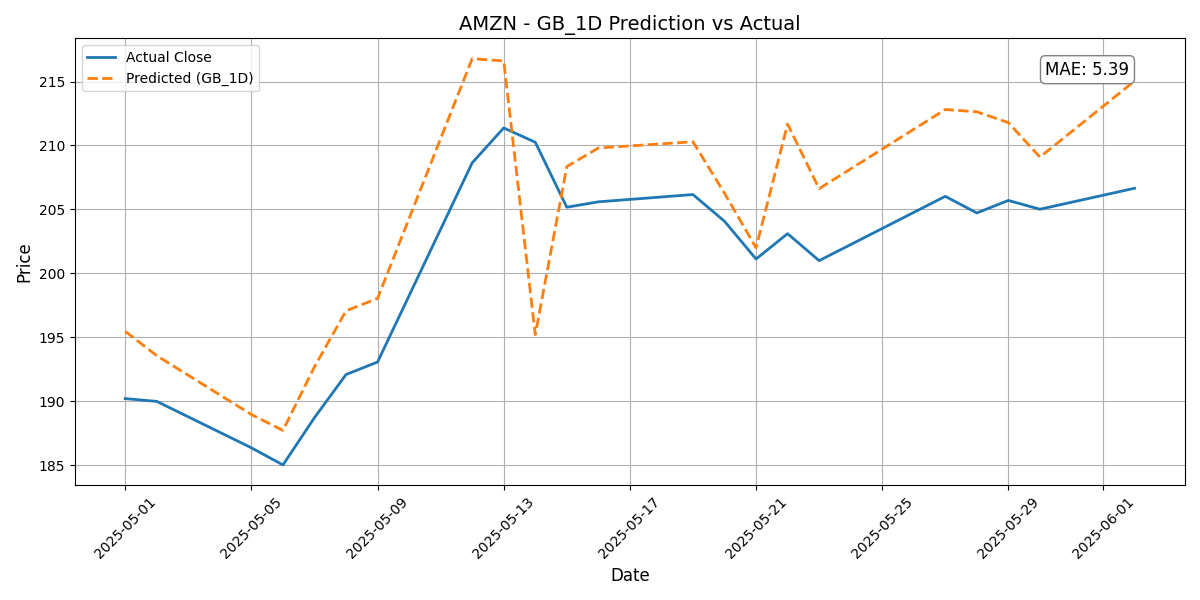 AMZN - GB_1D Prediction vs Actual
Actual Close
Predicted (GB_1D)
MAE: 5.39
Price
215
210
205
200
195
190
185
2025-05-01
2025-05-05
2025-05-09
2025-05-13
2025-05-17
2025-05-21
2025-05-25
2025-05-29
2025-06-01
Date